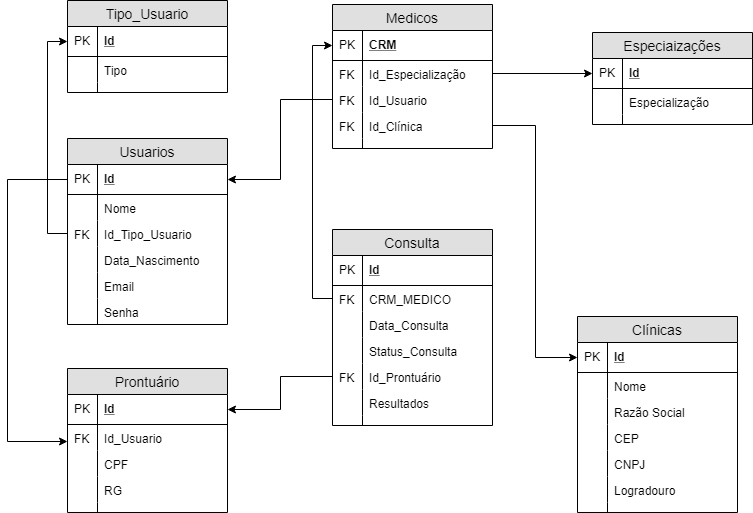 Tipo_Usuario
PK Id
Tipo
Usuarios
PK Id
Nome
FK Id_Tipo_Usuario
Data_Nascimento
Email
Senha
Prontuário
PK Id
FK Id_Usuario
CPF
RG
Medicos
PK CRM
FK Id_Especialização
FK Id_Usuario
FK Id_Clínica
Consulta
PK Id
FK CRM_MEDICO
Data_Consulta
Status_Consulta
FK Id_Prontuário
Resultados
Especiaizações
PK Id
Especialização
Clínicas
PK Id
Nome
Razão Social
CEP
CNPJ
Logradouro